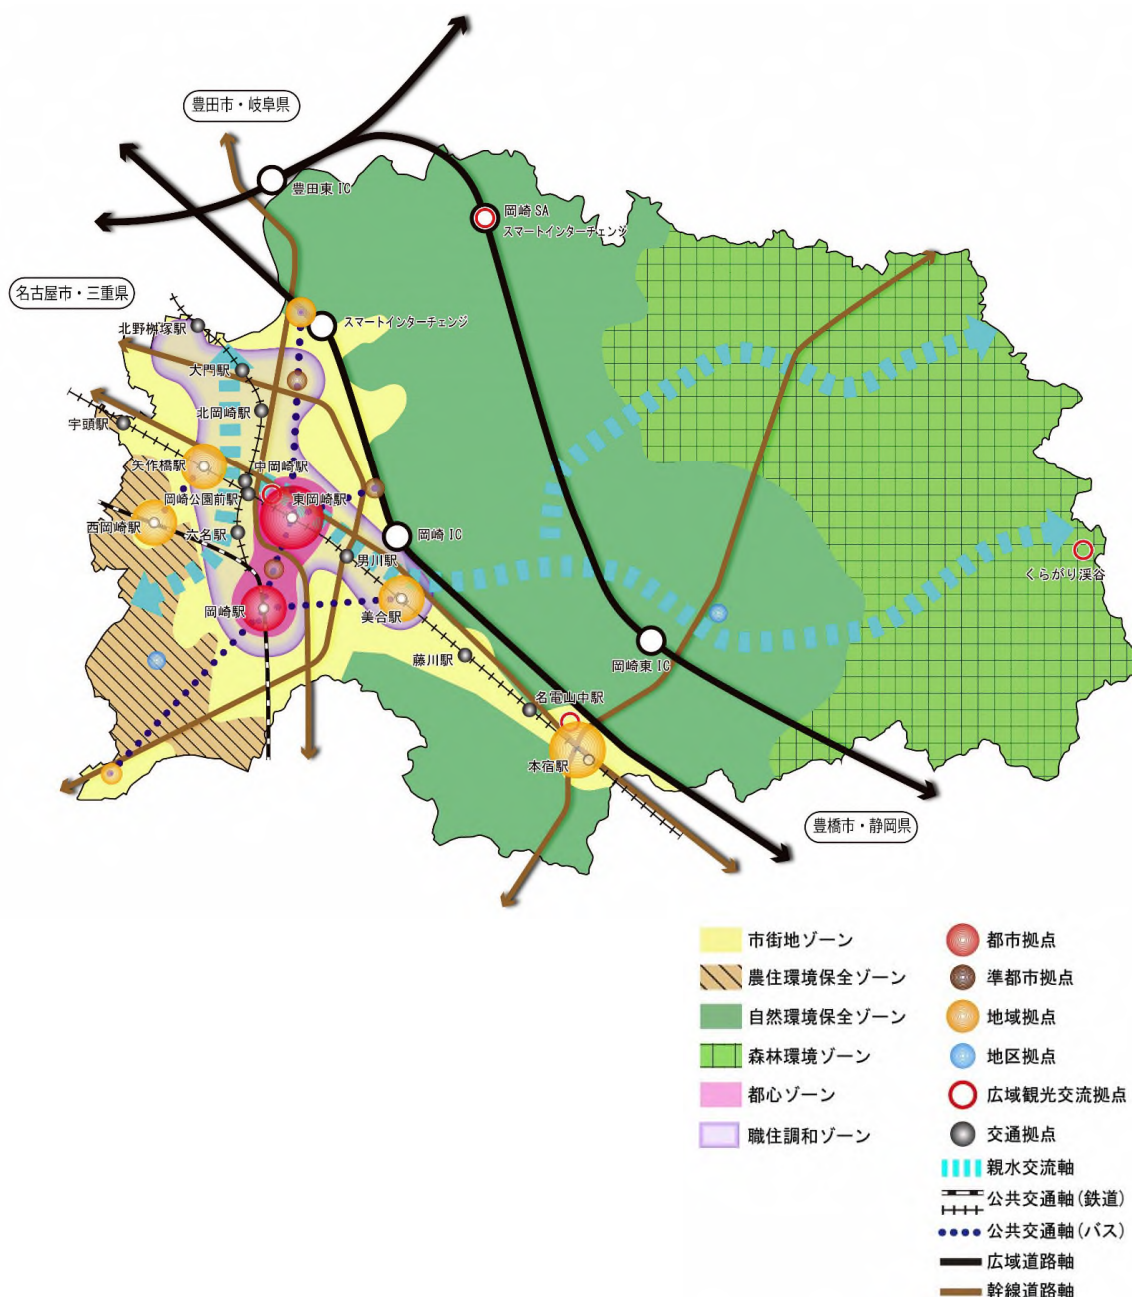 豊田市・岐阜県
豊田東 IC
岡崎 SA
スマートインターチェンジ
名古屋市・三重県
スマートインターチェンジ
北野桝塚駅
大門駅
北岡崎駅
宇頭駅
矢作橋駅
中岡崎駅
岡崎公園前駅
東岡崎駅
西岡崎駅
六名駅
岡崎 IC
男川駅
くらがり渓谷
岡崎駅
美合駅
藤川駅
岡崎東 IC
名電山中駅
本宿駅
豊橋市・静岡県
市街地ゾーン
農住環境保全ゾーン
自然環境保全ゾーン
森林環境ゾーン
都心ゾーン
職住調和ゾーン
都市拠点
準都市拠点
地域拠点
地区拠点
広域観光交流拠点
交通拠点
親水交流軸
公共交通軸(鉄道)
公共交通軸(バス)
広域道路軸
幹線道路軸